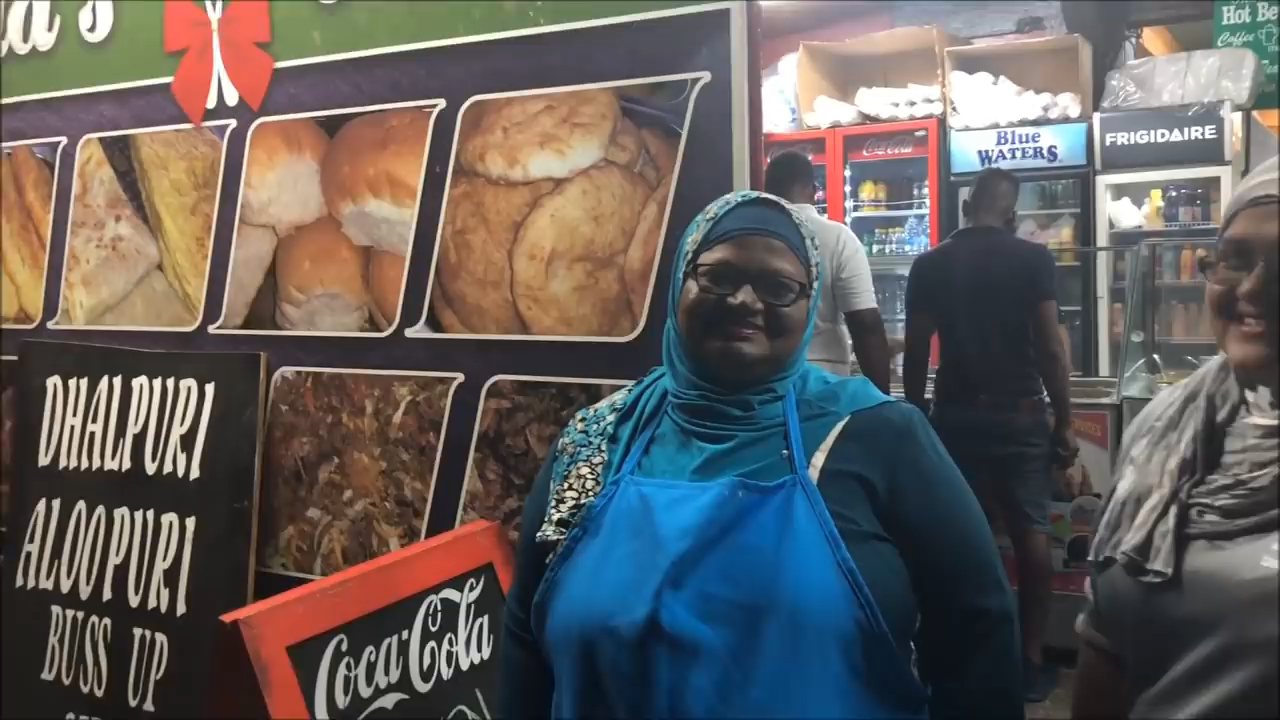 DHALPURI
ALOOPURI
BUSS UP
Coca-Cola
Coca-Cola
Blue
WATERS
FRIGIDAIRE
Hot Be
Coffee